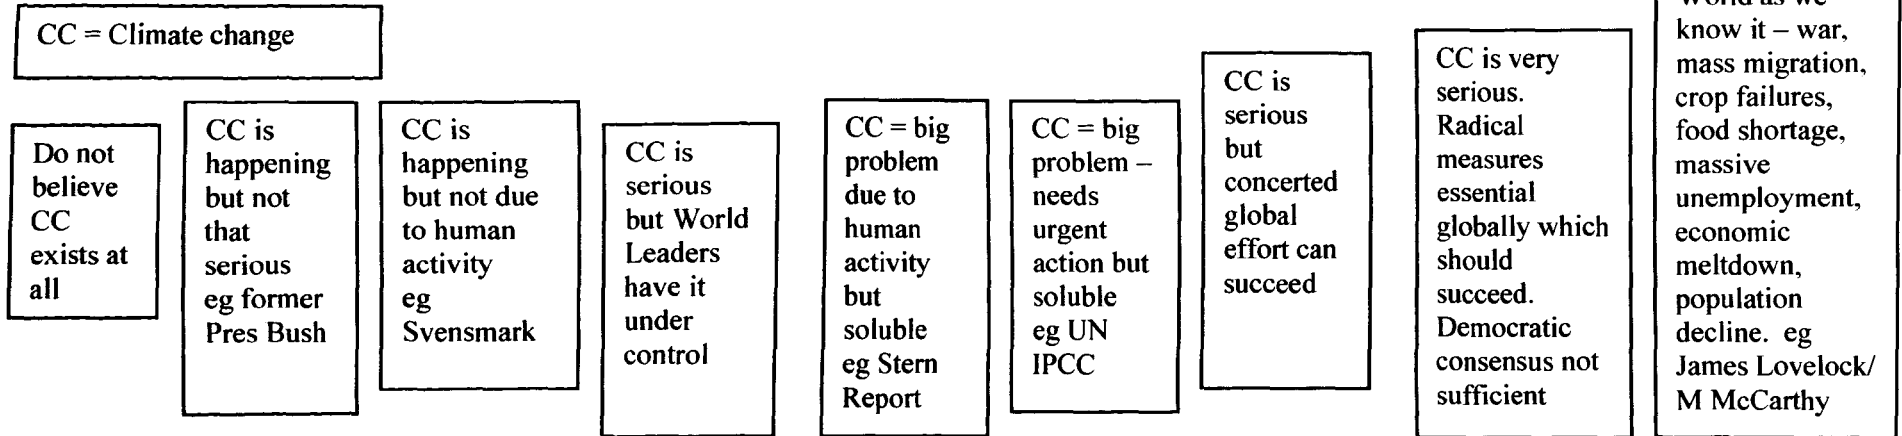 CC = Climate change
Do not
believe
CC
exists at
all
CC is
happening
but not
that
serious
eg former
Pres Bush
CC is
happening
but not due
to human
activity
eg
Svensmark
CC is
serious
but World
Leaders
have it
under
control
CC = big
problem
due to
human
activity
but
soluble
eg Stern
Report
CC = big
problem –
needs
urgent
action but
soluble
eg UN
IPCC
CC is
serious
but
concerted
global
effort can
succeed
CC is very
serious.
Radical
measures
essential
globally which
should
succeed.
Democratic
consensus not
sufficient
World as we
know it – war,
mass migration,
crop failures,
food shortage,
massive
unemployment,
economic
meltdown,
population
decline. eg
James Lovelock/
M McCarthy